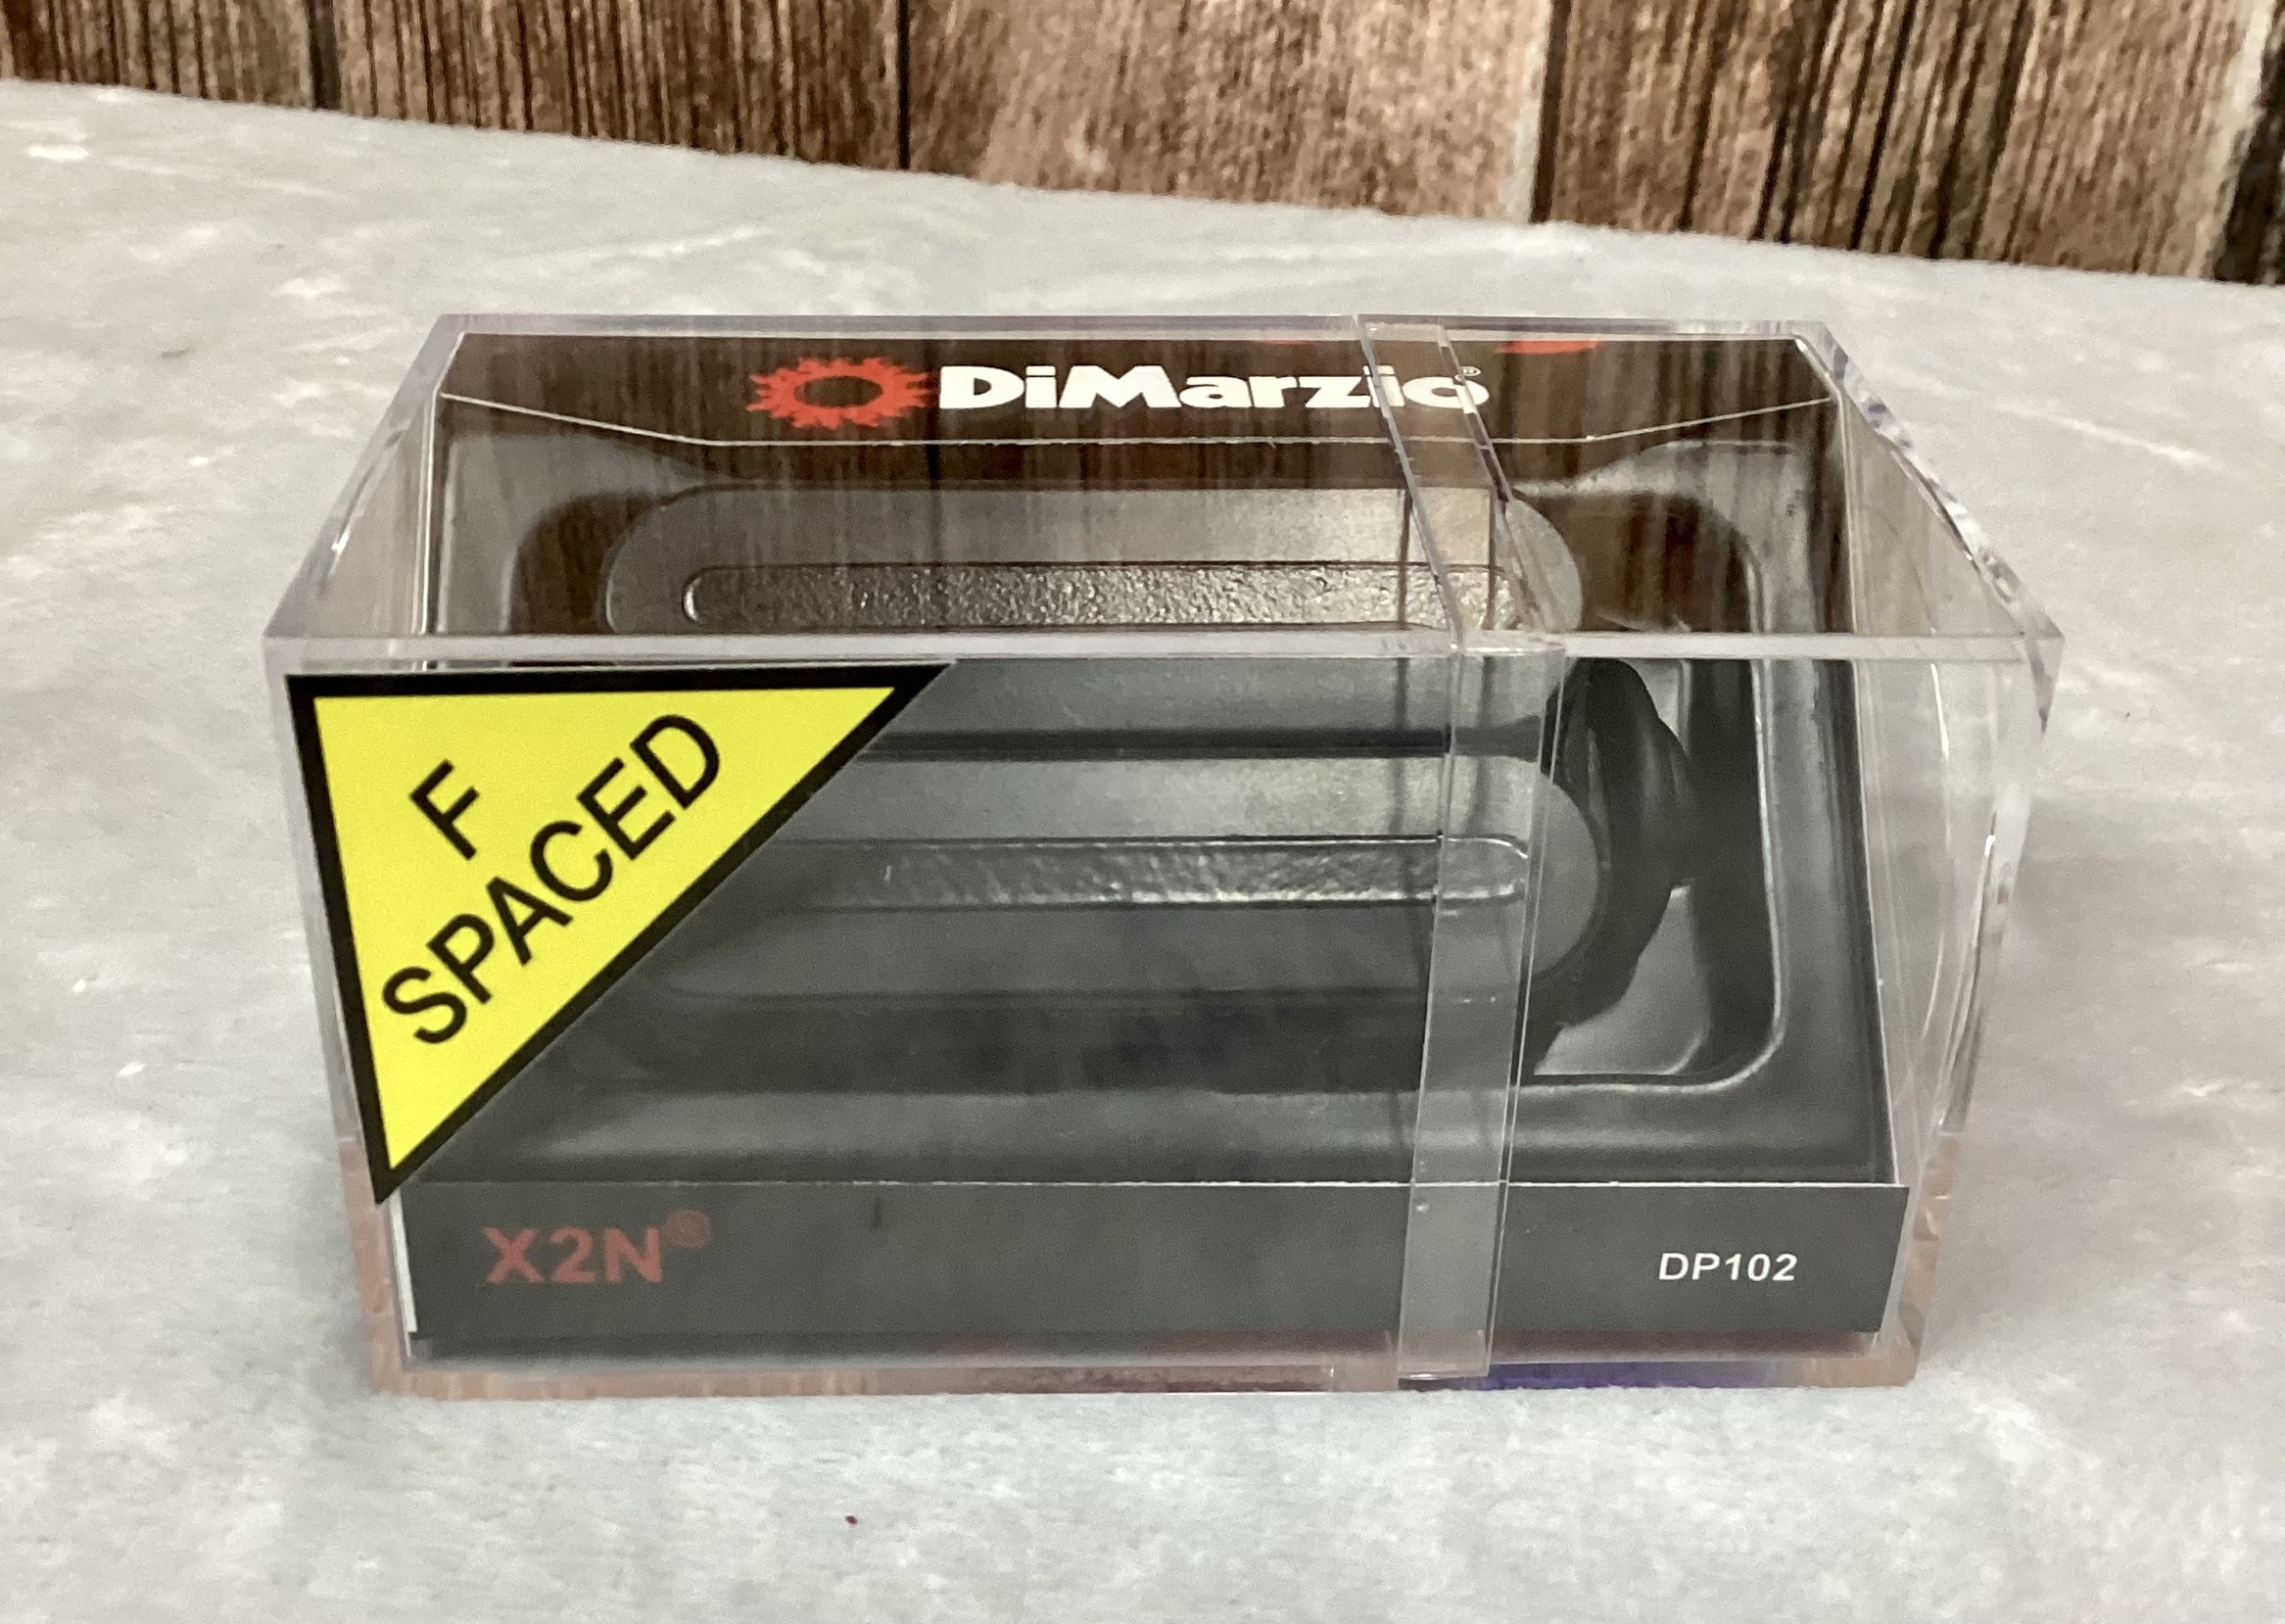 DiMarzio®
F
SPACED
X2N®
DP102